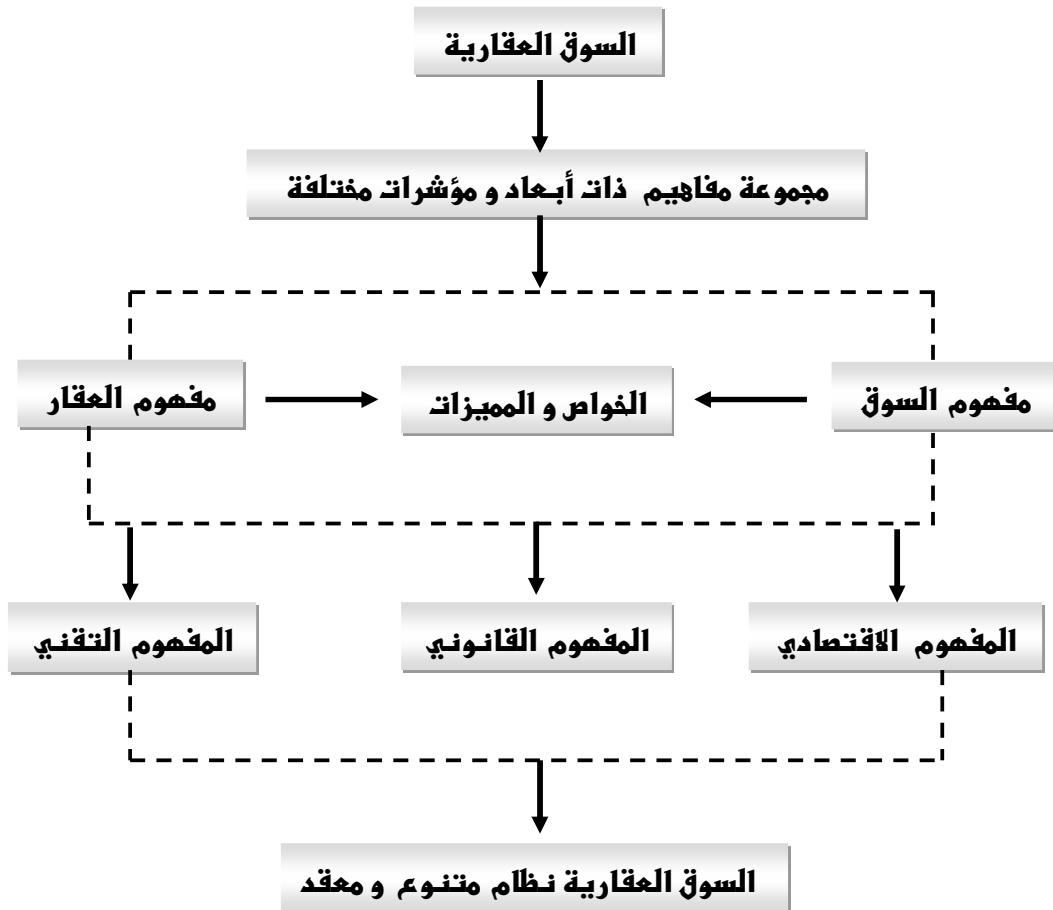 السوق العقارية
مجموعة مفاهيم ذات أبعاد و مؤشرات مختلفة
مفهوم السوق
الخواص و المميزات
مفهوم العقار
المفهوم الاقتصادي
المفهوم القانوني
المفهوم التقني
السوق العقارية نظام متنوع و معقد